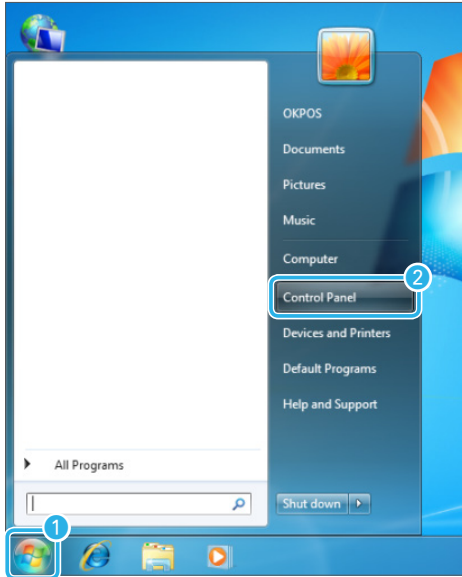 OKPOS
Documents
Pictures
Music
Computer
2
Control Panel
Devices and Printers
Default Programs
Help and Support
All Programs
Shut down
1